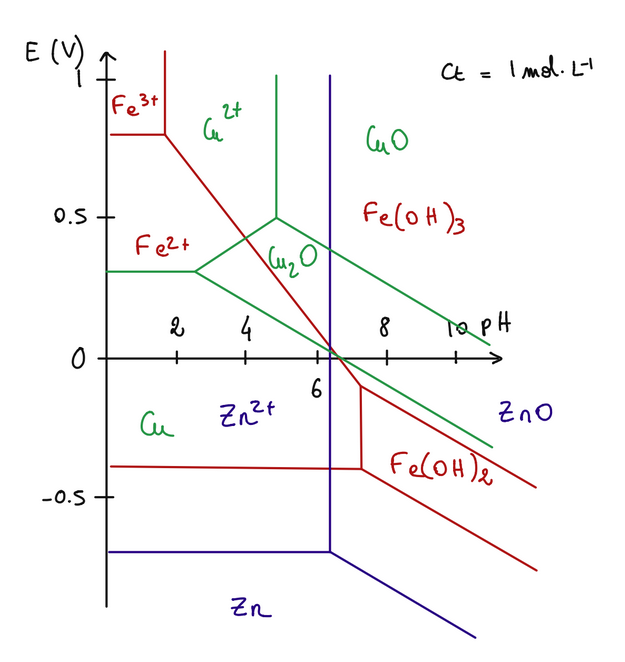 E (V)
1
Ct = 1 mol. L-1
Fe3+
Cu2+
CuO
0.5
Fe(OH)3
Fe2+
Cu2O
2 4 8 10 pH
0
6
Cu
Zn2+
ZnO
Fe(OH)2
-0.5
Zn